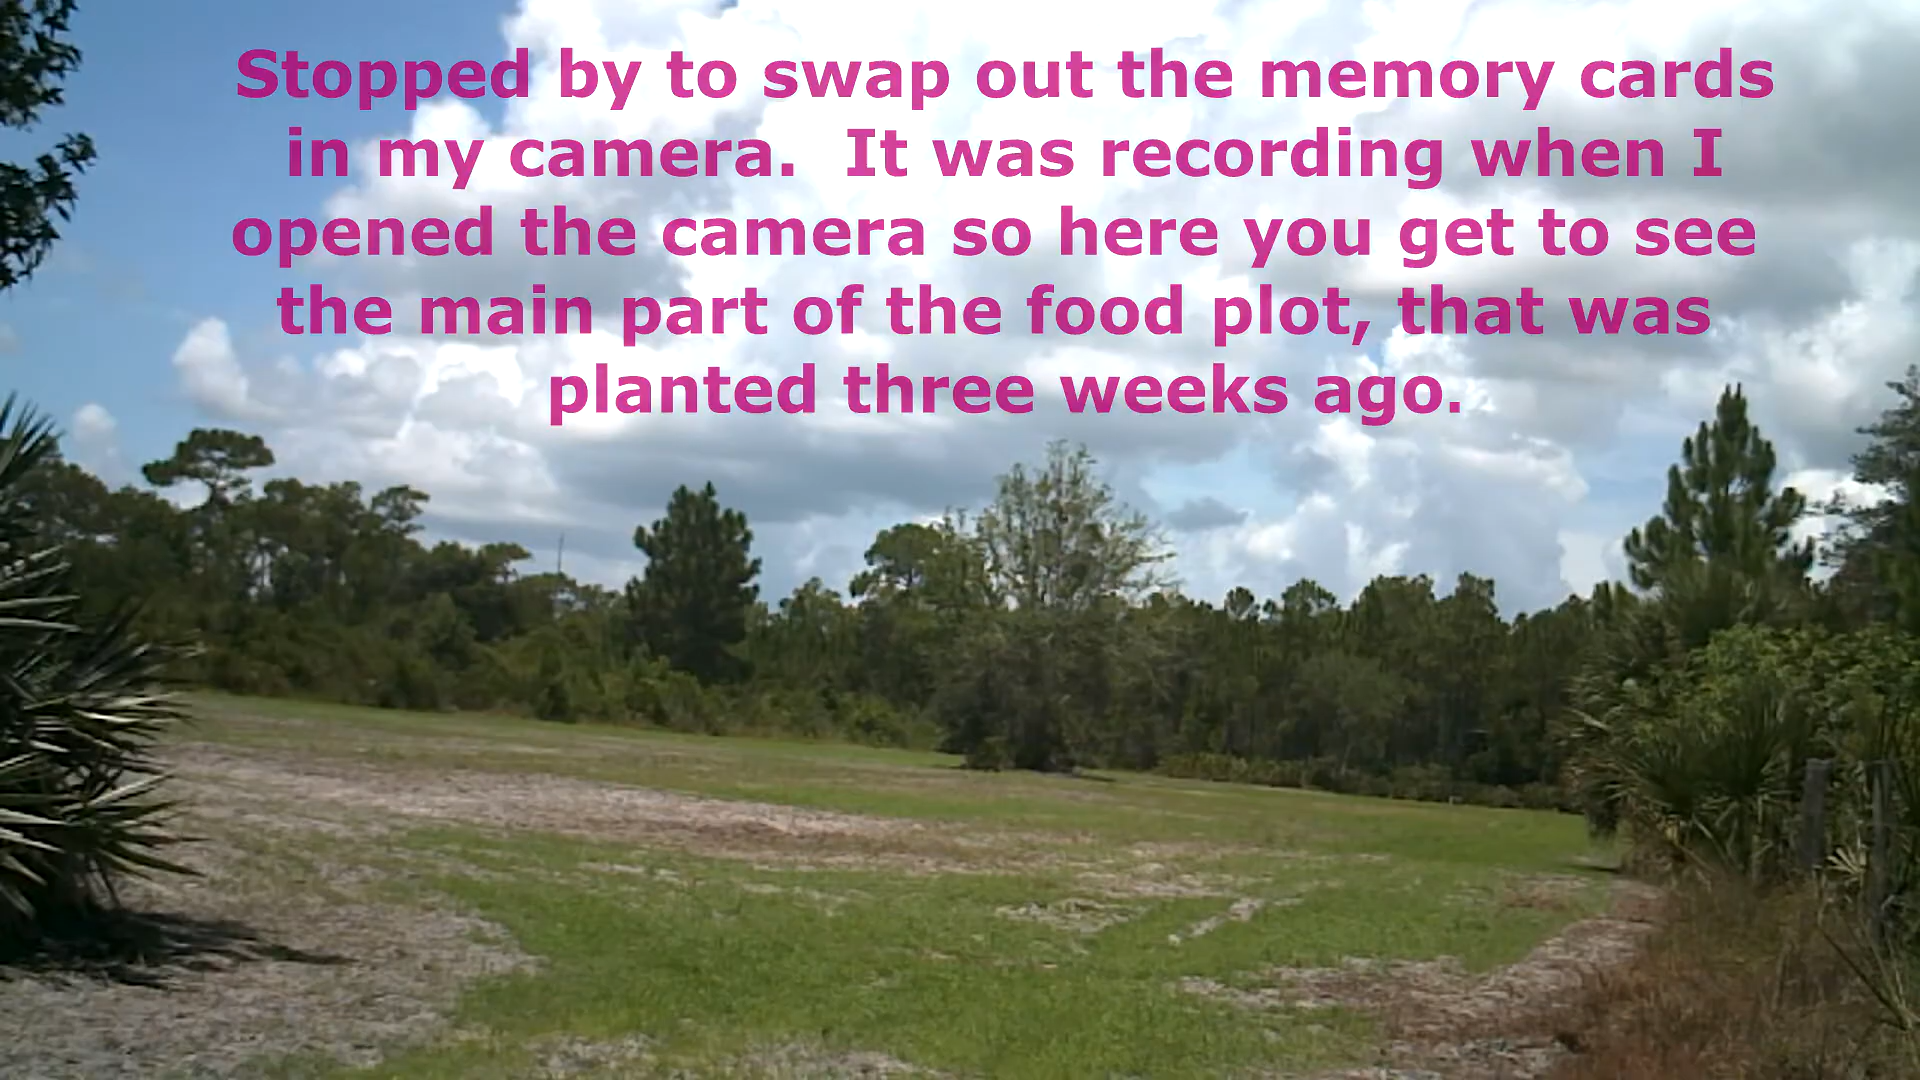 Stopped by to swap out the memory cards
in my camera.  It was recording when I
opened the camera so here you get to see
the main part of the food plot, that was
planted three weeks ago.